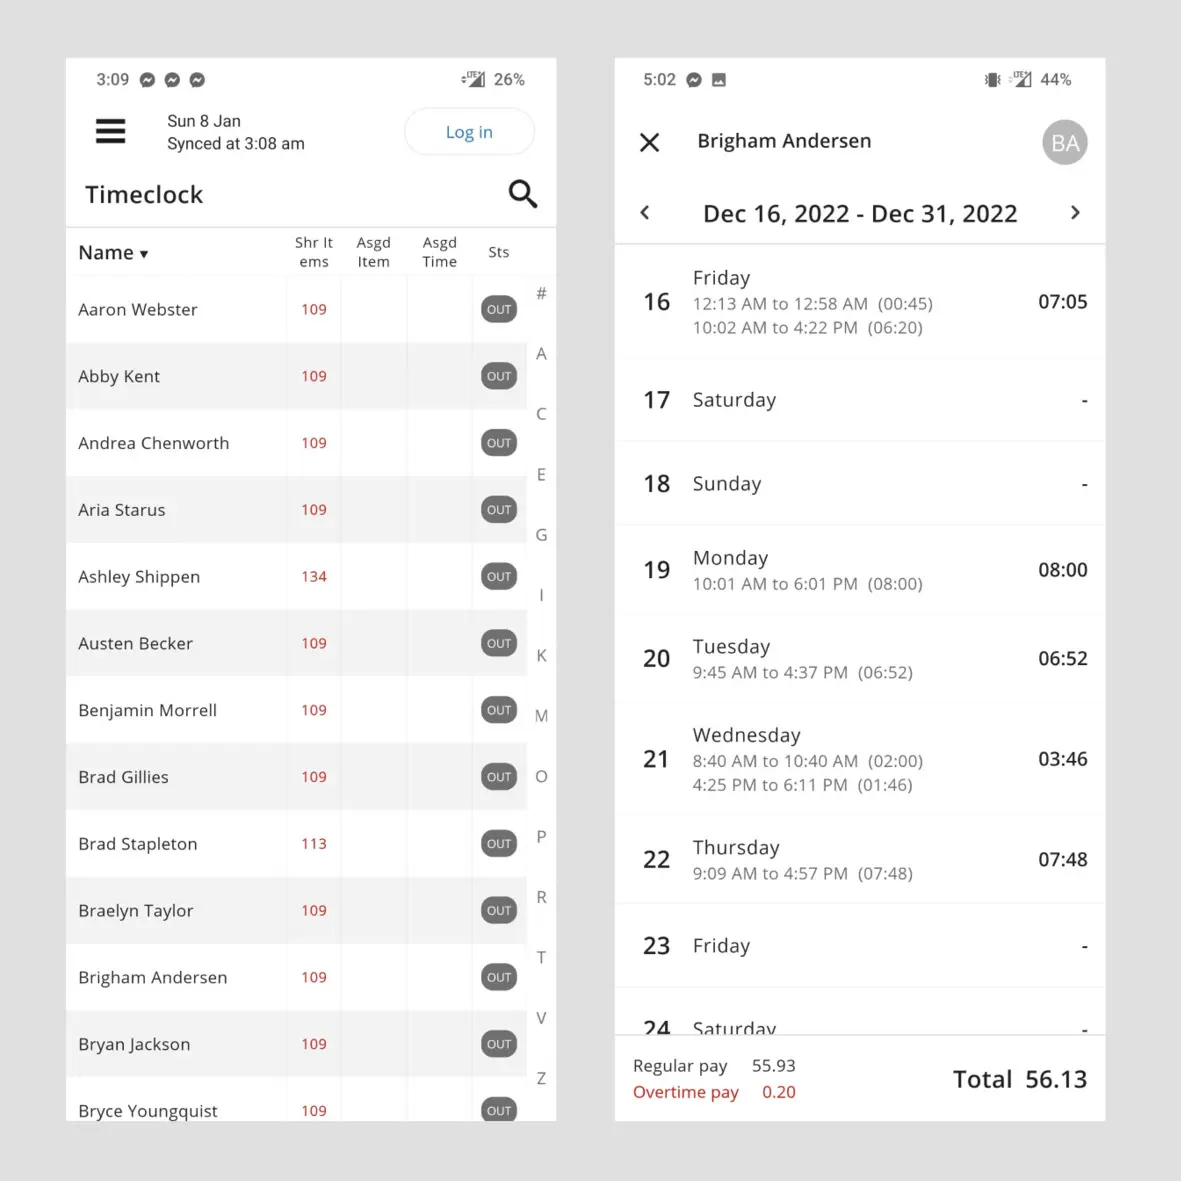 3:09
LTE+
26%
Sun 8 Jan
Synced at 3:08 am
Log in
Timeclock
Name ▾
Shr It
ems
Asgd
Item
Asgd
Time
Sts
Aaron Webster 109 OUT
Abby Kent 109 OUT
Andrea Chenworth 109 OUT
Aria Starus 109 OUT
Ashley Shippen 134 OUT
Austen Becker 109 OUT
Benjamin Morrell 109 OUT
Brad Gillies 109 OUT
Brad Stapleton 113 OUT
Braelyn Taylor 109 OUT
Brigham Andersen 109 OUT
Bryan Jackson 109 OUT
Bryce Youngquist 109 OUT
#
A
C
E
G
I
K
M
O
P
R
T
V
Z
5:02
LTE+
44%
Brigham Andersen
BA
Dec 16, 2022 - Dec 31, 2022
16 Friday 07:05
12:13 AM to 12:58 AM (00:45)
10:02 AM to 4:22 PM (06:20)
17 Saturday -
18 Sunday -
19 Monday 08:00
10:01 AM to 6:01 PM (08:00)
20 Tuesday 06:52
9:45 AM to 4:37 PM (06:52)
21 Wednesday 03:46
8:40 AM to 10:40 AM (02:00)
4:25 PM to 6:11 PM (01:46)
22 Thursday 07:48
9:09 AM to 4:57 PM (07:48)
23 Friday -
24 Saturday -
Regular pay 55.93
Overtime pay 0.20
Total 56.13